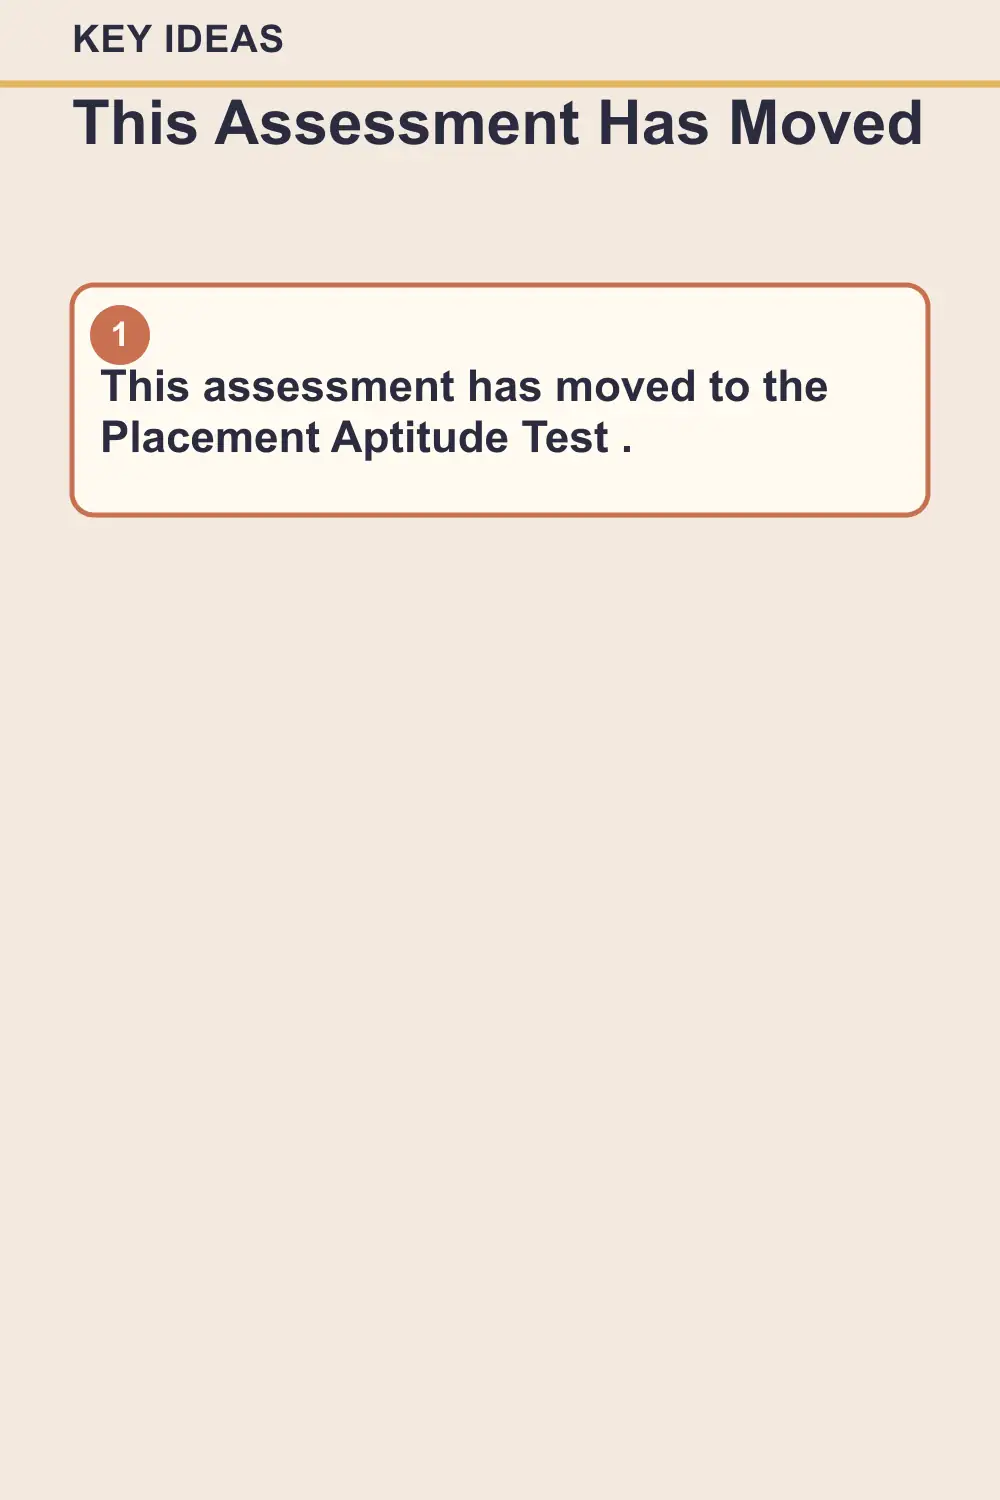 KEY IDEAS
This Assessment Has Moved
1
This assessment has moved to the
Placement Aptitude Test .